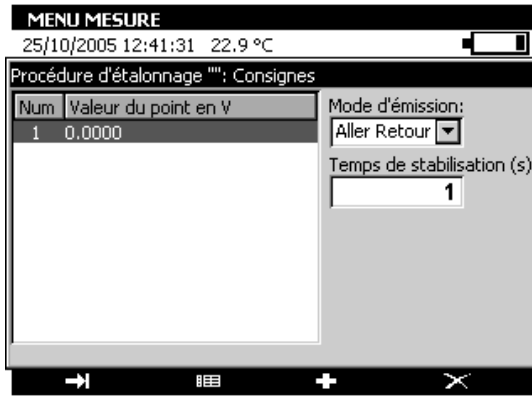 MENU MESURE
25/10/2005 12:41:31 22.9 °C
Procédure d'étalonnage "": Consignes
Num Valeur du point en V
1 0.0000
Mode d'émission:
Aller Retour
Temps de stabilisation (s)
1